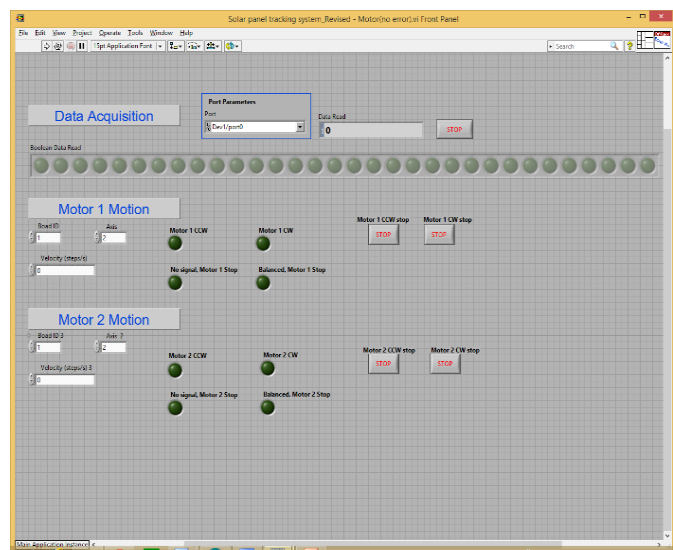 Solar panel tracking system_Revised - Motor(no error).vi Front Panel
File Edit View Project Operate Tools Window Help
15pt Application Font
Search
Port Parameters
Port
Dev1/port0
Data Acquisition
Data Read
0
STOP
Boolean Data Read
Motor 1 Motion
Boad ID Axis
1 2
Motor 1 CCW Motor 1 CW
Motor 1 CCW stop Motor 1 CW stop
STOP STOP
Velocity (steps/s)
0
No signal, Motor 1 Stop Balanced, Motor 1 Stop
Motor 2 Motion
Boad ID 3 Axis 2
1 2
Motor 2 CCW Motor 2 CW
Motor 2 CCW stop Motor 2 CW stop
STOP STOP
Velocity (steps/s) 3
0
No signal, Motor 2 Stop Balanced, Motor 2 Stop
Main Application Instance